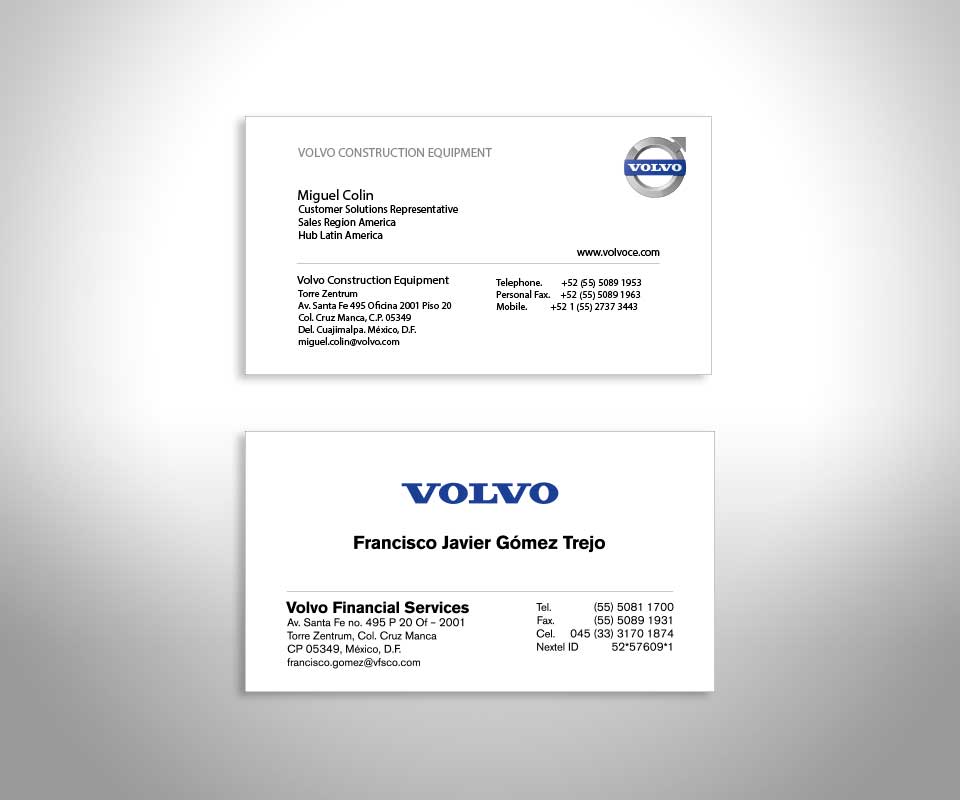 VOLVO CONSTRUCTION EQUIPMENT
VOLVO
Miguel Colin
Customer Solutions Representative
Sales Region America
Hub Latin America
www.volvoce.com
Volvo Construction Equipment
Torre Zentrum
Av. Santa Fe 495 Oficina 2001 Piso 20
Col. Cruz Manca, C.P. 05349
Del. Cuajimalpa. México, D.F.
miguel.colin@volvo.com
Telephone. +52 (55) 5089 1953
Personal Fax. +52 (55) 5089 1963
Mobile. +52 1 (55) 2737 3443
VOLVO
Francisco Javier Gómez Trejo
Volvo Financial Services
Av. Santa Fe no. 495 P 20 Of – 2001
Torre Zentrum, Col. Cruz Manca
CP 05349, México, D.F.
francisco.gomez@vfsco.com
Tel. (55) 5081 1700
Fax. (55) 5089 1931
Cel. 045 (33) 3170 1874
Nextel ID 52*57609*1